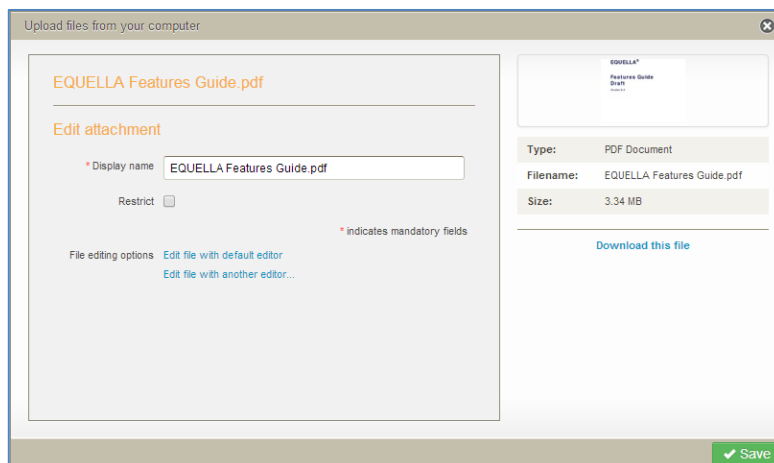 Upload files from your computer
EQUELLA Features Guide.pdf
Edit attachment
* Display name EQUELLA Features Guide.pdf
Restrict
* indicates mandatory fields
File editing options Edit file with default editor
Edit file with another editor...
EQUELLA®
Features Guide
Draft
Type: PDF Document
Filename: EQUELLA Features Guide.pdf
Size: 3.34 MB
Download this file
Save